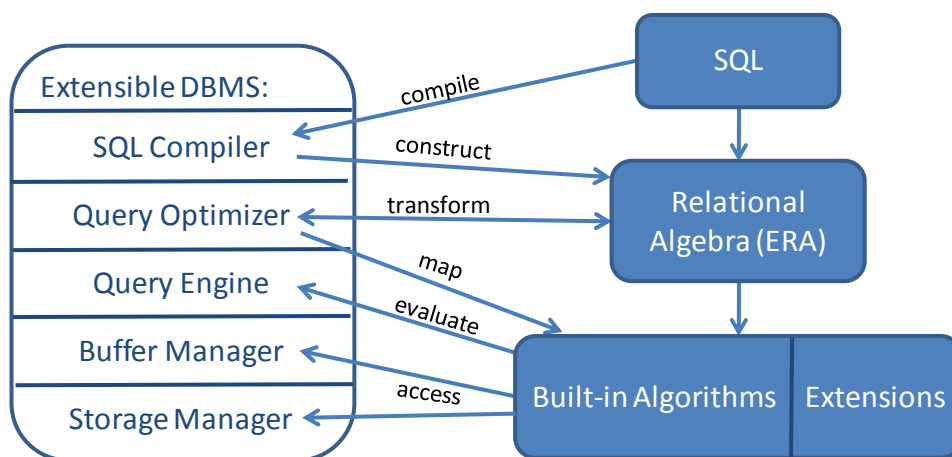 Extensible DBMS:
SQL Compiler
Query Optimizer
Query Engine
Buffer Manager
Storage Manager
compile
construct
transform
map
evaluate
access
SQL
Relational
Algebra (ERA)
Built-in Algorithms
Extensions